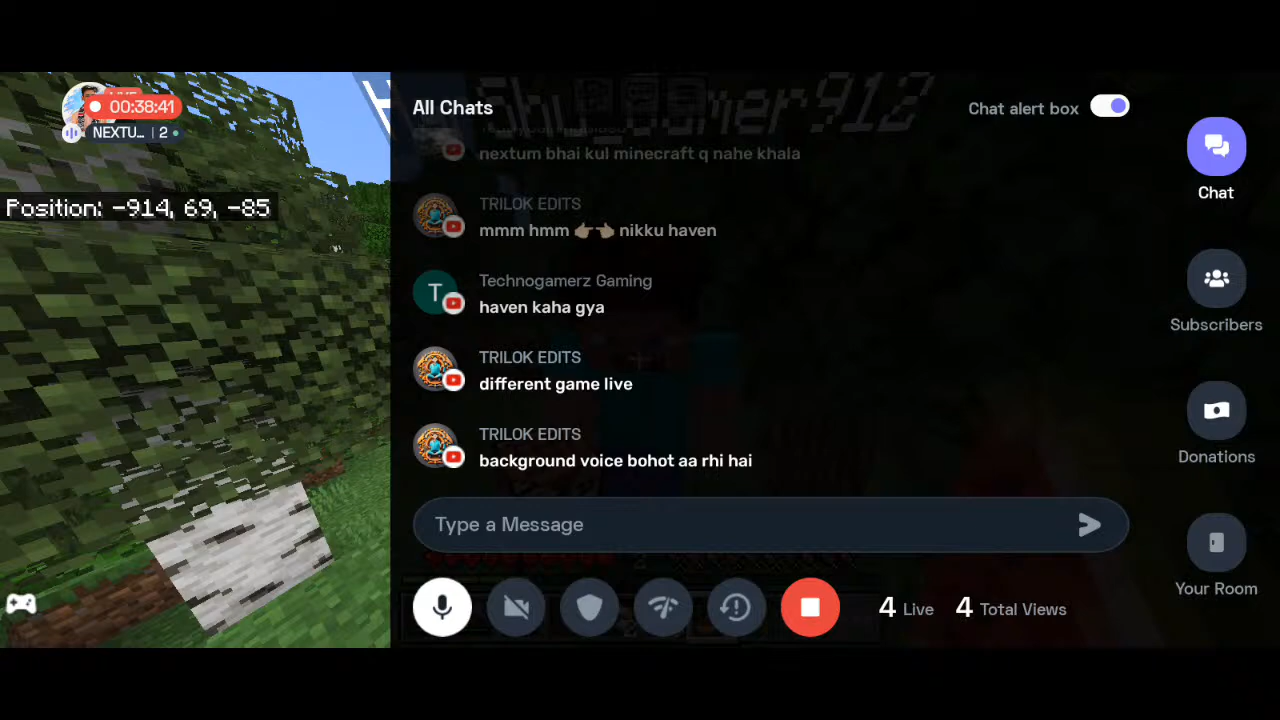 LIVE
00:38:41
NEXTU... | 2
Position: -914, 69, -85
All Chats
Chat alert box
nextum bhai kul minecraft q nahe khala
TRILOK EDITS
mmm hmm 👉🏽👈🏽 nikku haven
T
Technogamerz Gaming
haven kaha gya
TRILOK EDITS
different game live
TRILOK EDITS
background voice bohot aa rhi hai
Type a Message
4 Live 4 Total Views
Chat
Subscribers
Donations
Your Room